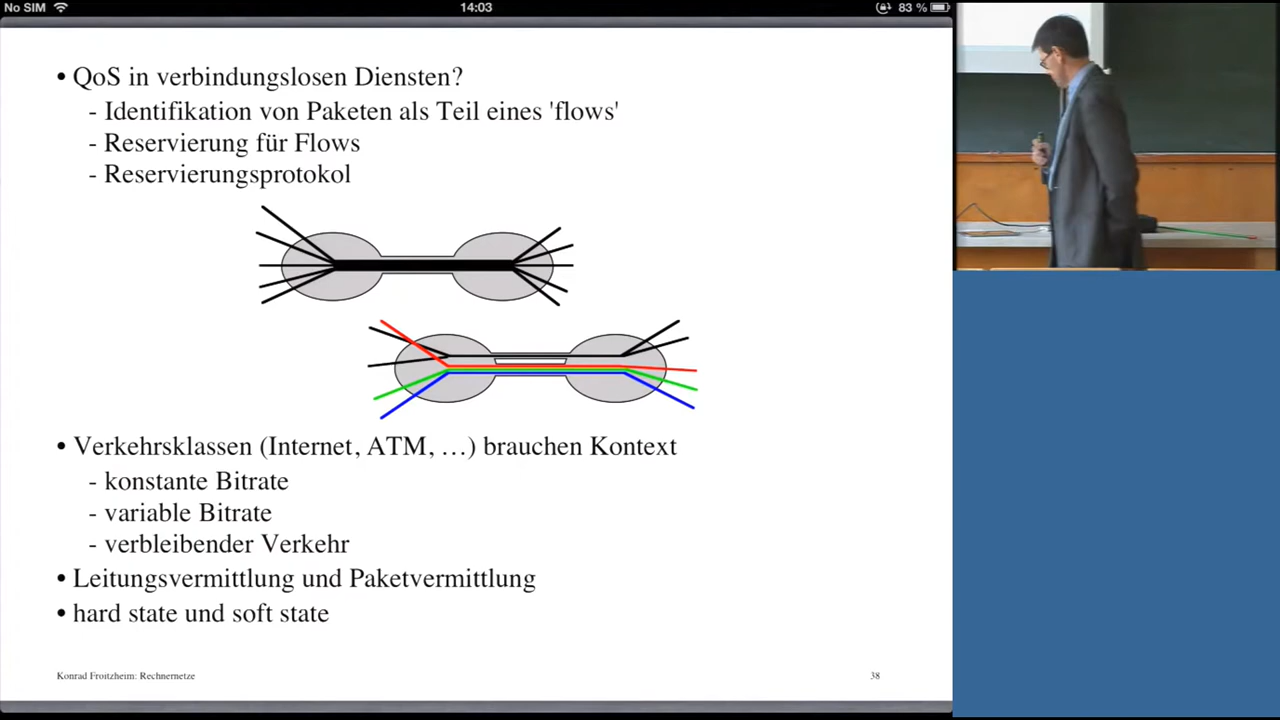 No SIM 14:03 83 %
• QoS in verbindungslosen Diensten?
- Identifikation von Paketen als Teil eines 'flows'
- Reservierung für Flows
- Reservierungsprotokol
• Verkehrsklassen (Internet, ATM, …) brauchen Kontext
- konstante Bitrate
- variable Bitrate
- verbleibender Verkehr
• Leitungsvermittlung und Paketvermittlung
• hard state und soft state
Konrad Froitzheim: Rechnernetze 38